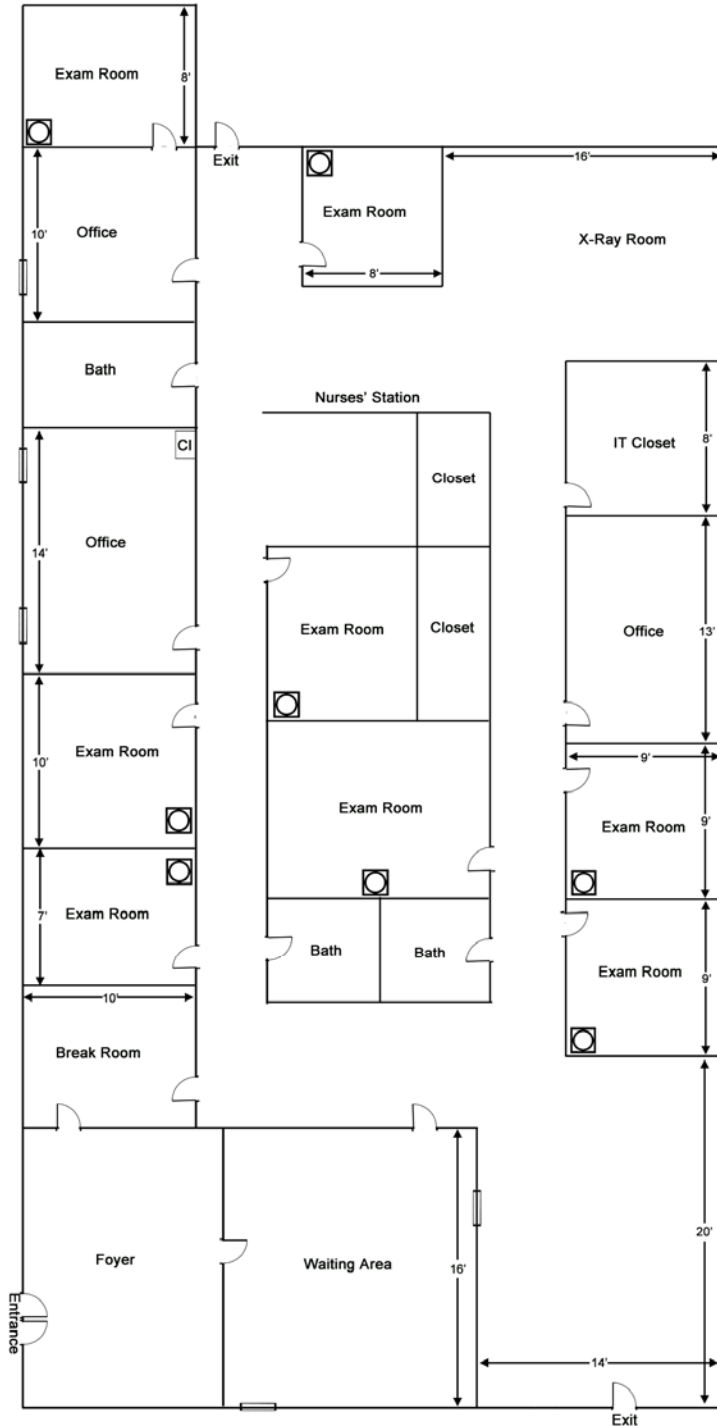 Exam Room
8'
Exit
16'
Exam Room
10'
Office
X-Ray Room
8'
Bath
Nurses' Station
CI
8'
IT Closet
Closet
14'
Office
Exam Room
Closet
Office
13'
10'
Exam Room
9'
Exam Room
Exam Room
9'
7'
Exam Room
Bath
Bath
Exam Room
9'
10'
Break Room
20'
Foyer
Waiting Area
16'
Entrance
14'
Exit